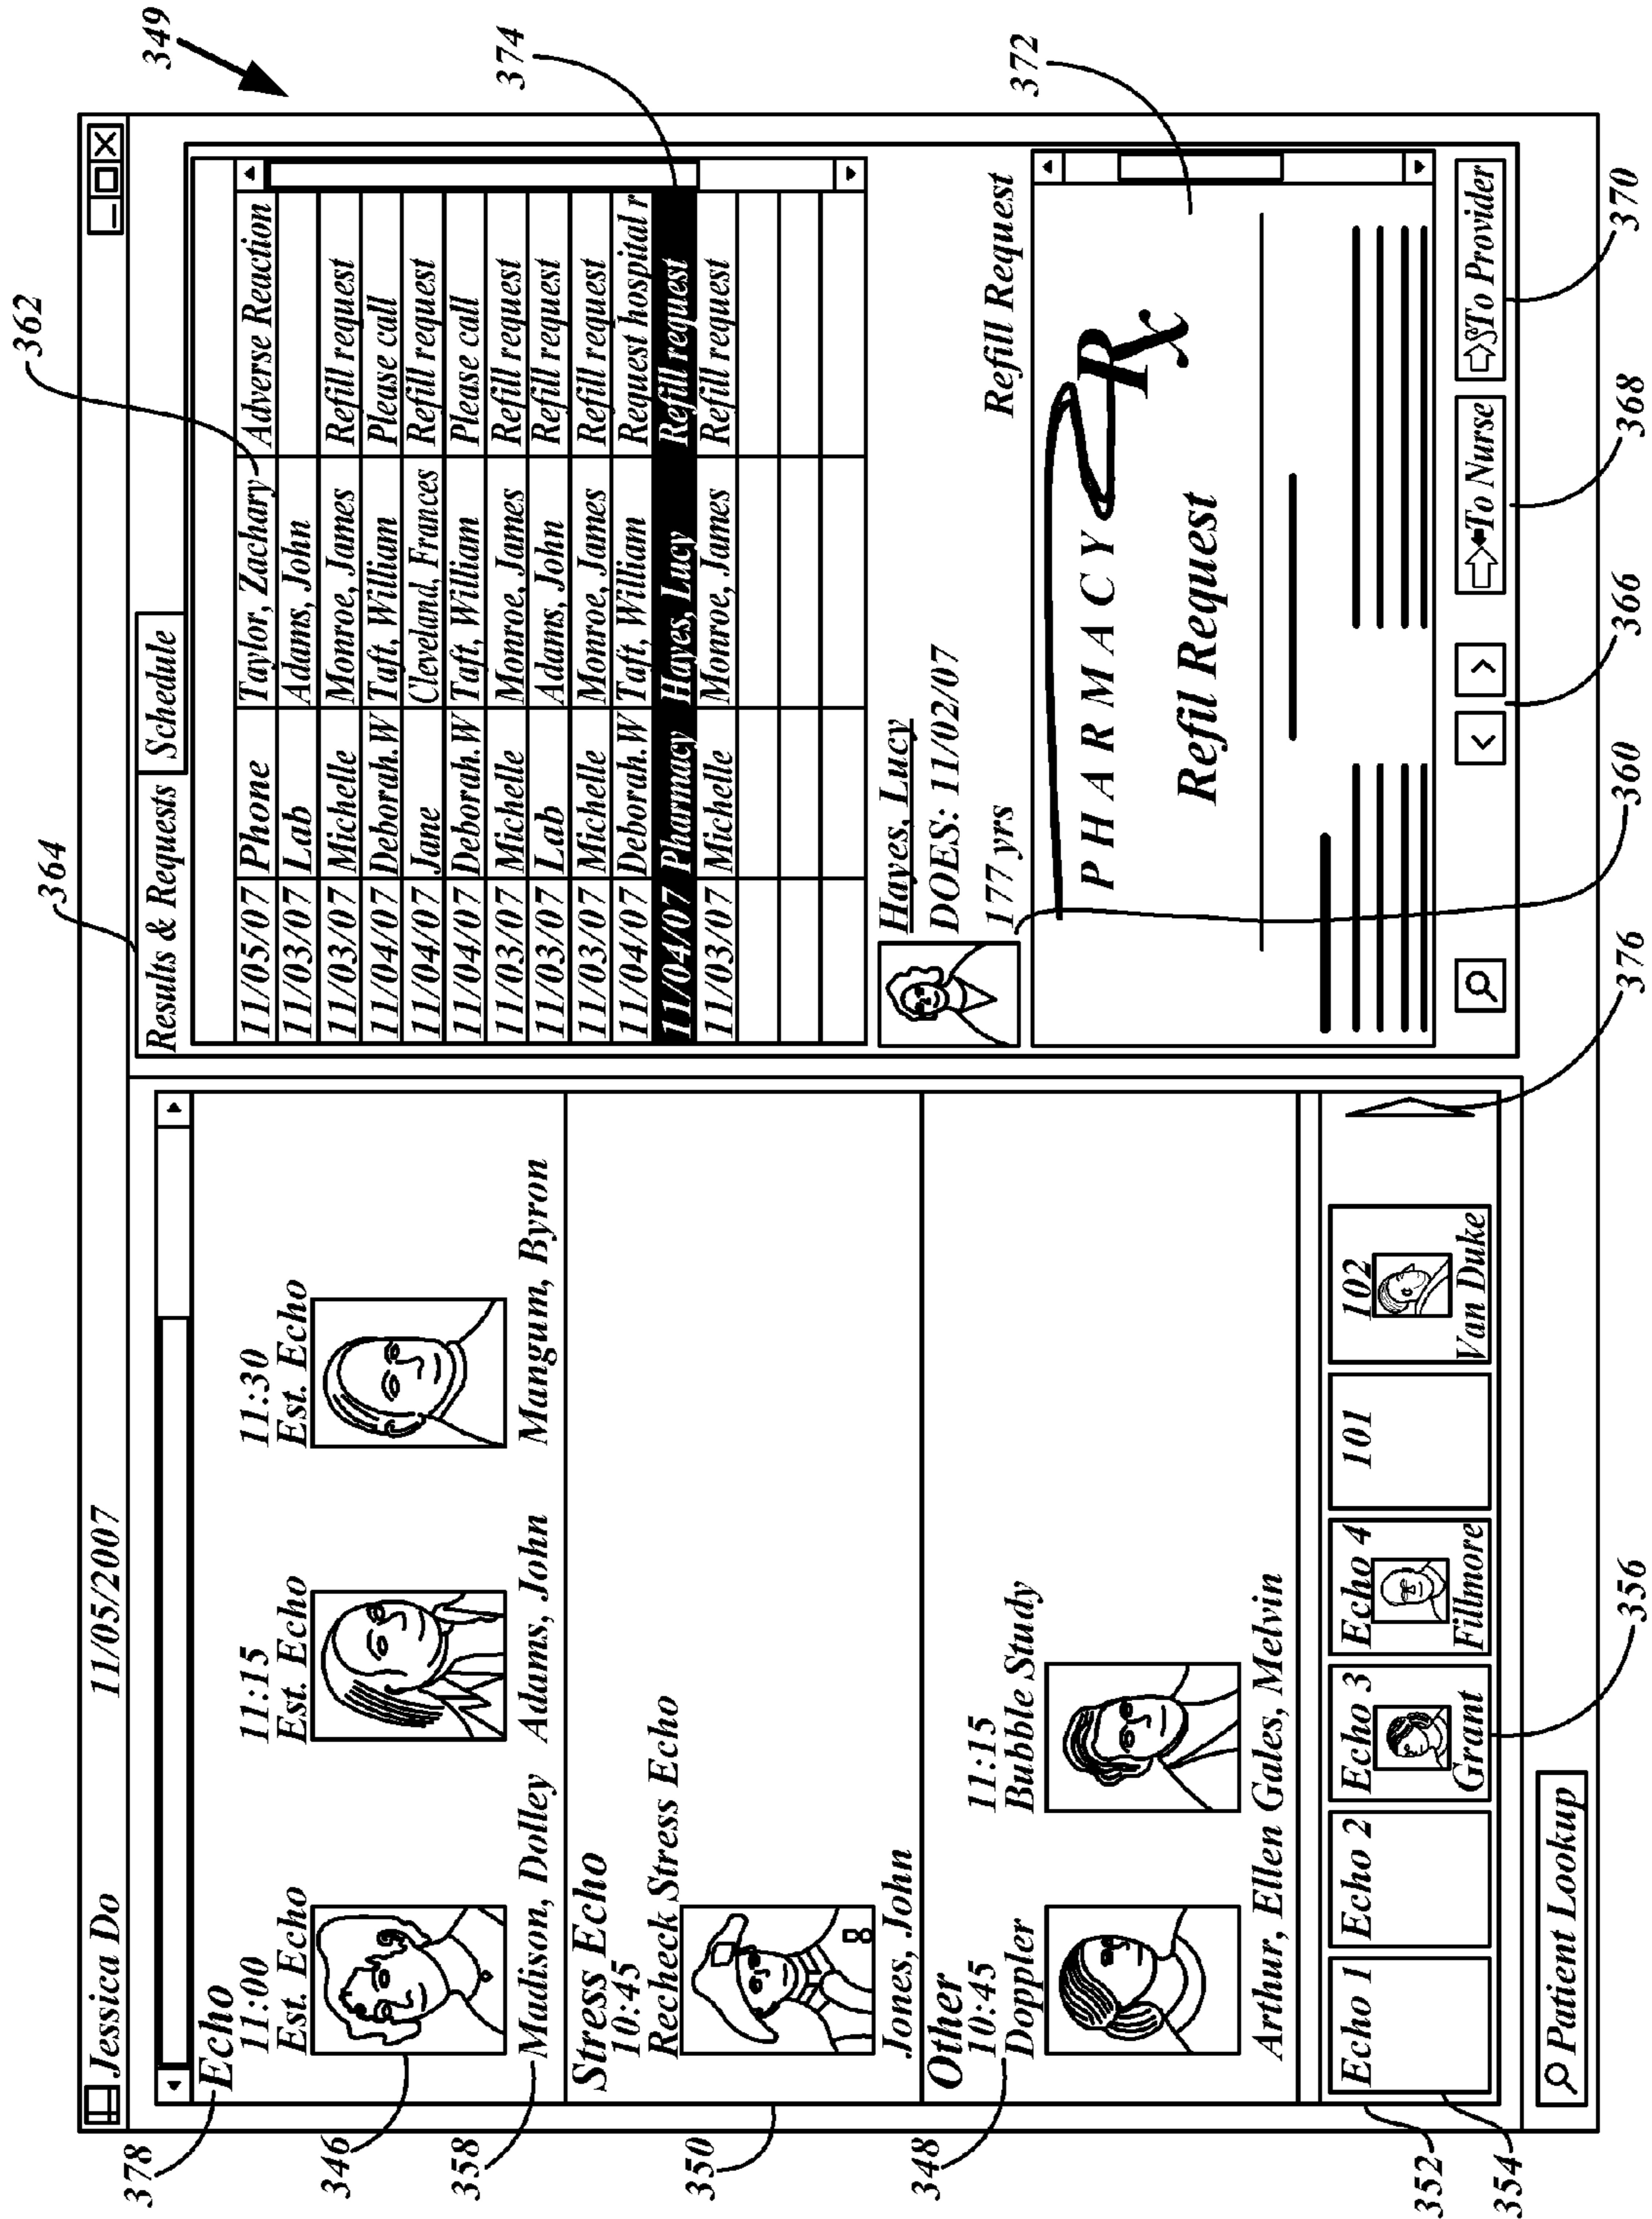 349
Jessica Do 11/05/2007
378
Echo
11:00 11:15 11:30
Est. Echo Est. Echo Est. Echo
346
358
Madison, Dolley Adams, John Mangum, Byron
Stress Echo
10:45
Recheck Stress Echo
350
Jones, John
Other
10:45 11:15
Doppler Bubble Study
348
Arthur, Ellen Gales, Melvin
Echo 1 Echo 2 Echo 3 Echo 4 101 102
Grant Fillmore Van Duke
352
354
356
376
Patient Lookup
364
362
Results & Requests Schedule
11/05/07 Phone Taylor, Zachary Adverse Reaction
11/03/07 Lab Adams, John
11/03/07 Michelle Monroe, James Refill request
11/04/07 Deborah.W Taft, William Please call
11/04/07 Jane Cleveland, Frances Refill request
11/04/07 Deborah.W Taft, William Please call
11/03/07 Michelle Monroe, James Refill request
11/03/07 Lab Adams, John Refill request
11/03/07 Michelle Monroe, James Refill request
11/04/07 Deborah.W Taft, William Request hospital r
11/04/07 Pharmacy Hayes, Lucy Refill request
11/03/07 Michelle Monroe, James Refill request
374
Hayes, Lucy
DOES: 11/02/07
177 yrs Refill Request
372
PHARMACY Rx
Refil Request
To Nurse To Provider
360
366
368
370